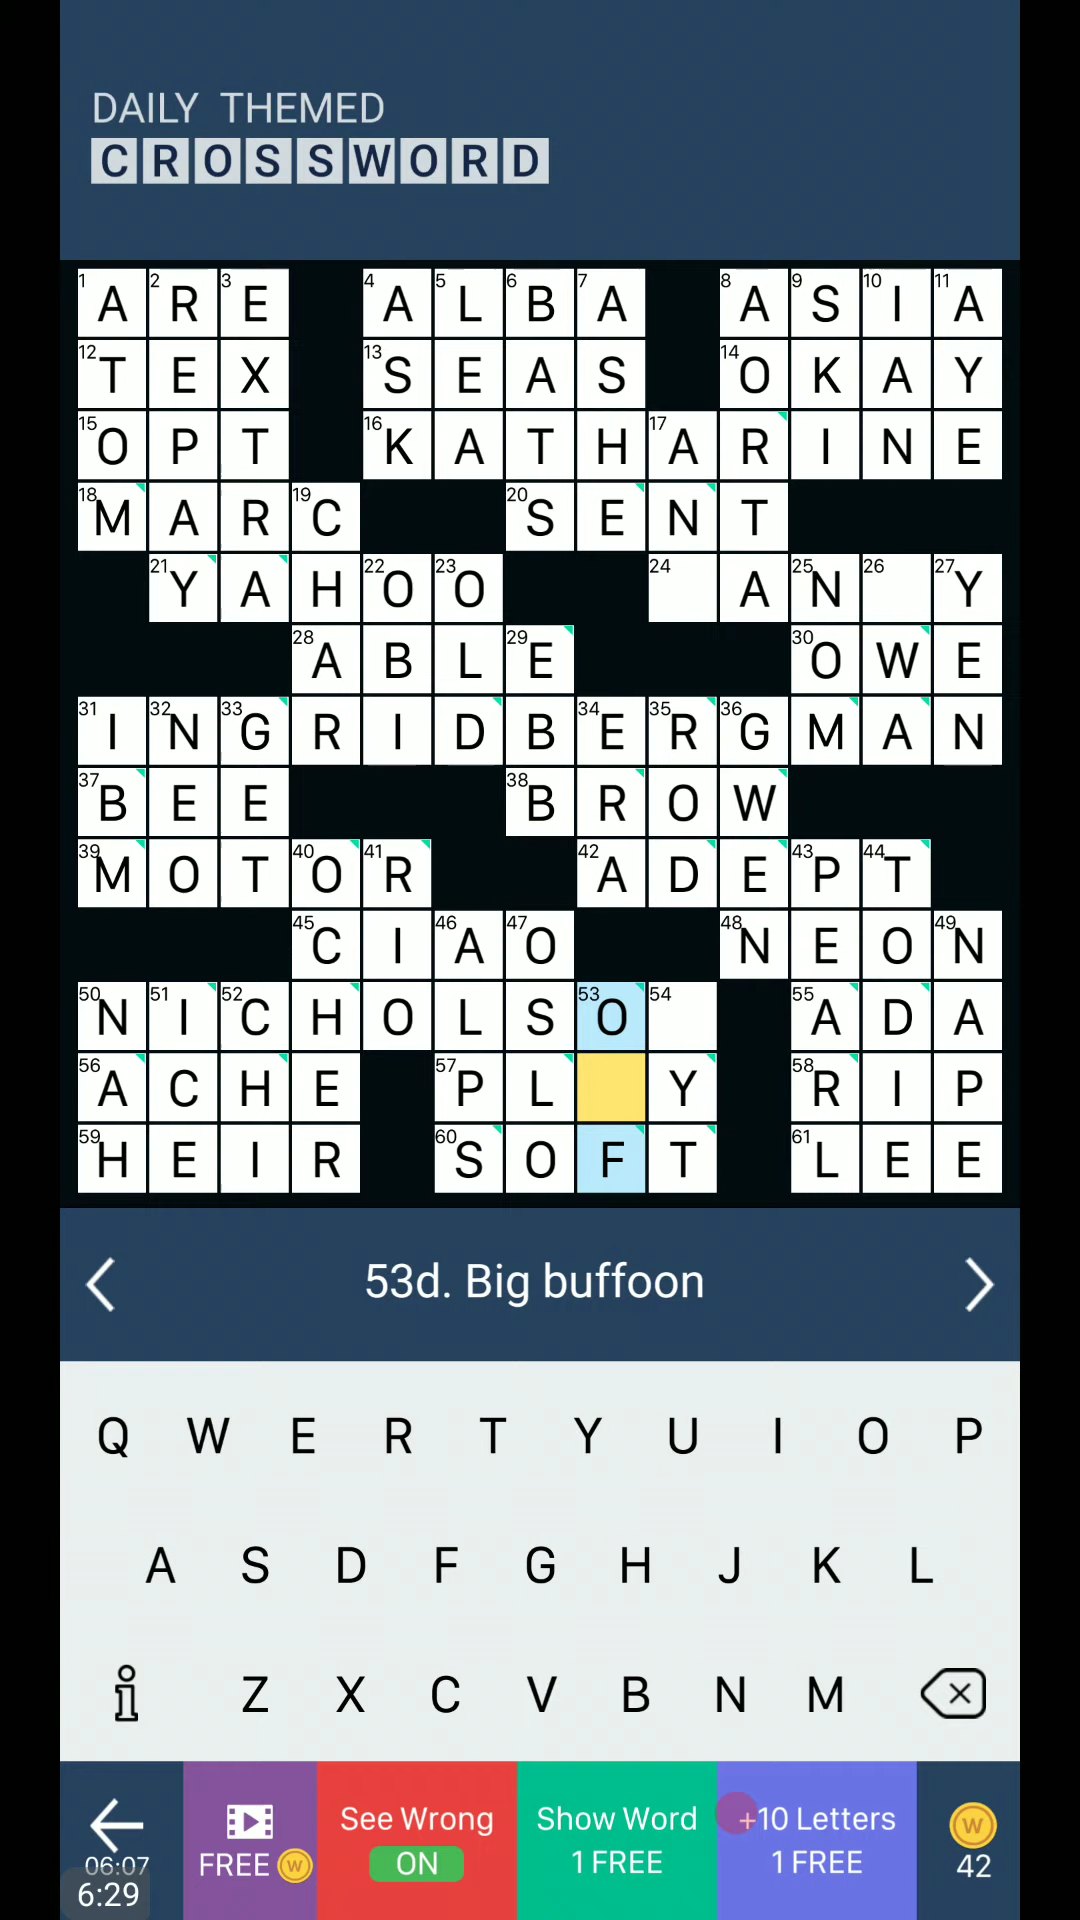 DAILY THEMED
CROSSWORD
1 A 2 R 3 E 4 A 5 L 6 B 7 A 8 A 9 S 10 I 11 A
12 T E X 13 S E A S 14 O K A Y
15 O P T 16 K A T H 17 A R I N E
18 M A R 19 C 20 S E N T
21 Y A H 22 O 23 O 24 A 25 N 26 27 Y
28 A B L 29 E 30 O W E
31 I 32 N 33 G R I D B 34 E 35 R 36 G M A N
37 B E E 38 B R O W
39 M O T 40 O 41 R 42 A D E 43 P 44 T
45 C I 46 A 47 O 48 N E O 49 N
50 N 51 I 52 C H O L S 53 O 54 55 A D A
56 A C H E 57 P L Y 58 R I P
59 H E I R 60 S O F T 61 L E E
53d. Big buffoon
Q W E R T Y U I O P
A S D F G H J K L
i Z X C V B N M
06:07
6:29
FREE W
See Wrong
ON
Show Word
1 FREE
+10 Letters
1 FREE
W
42